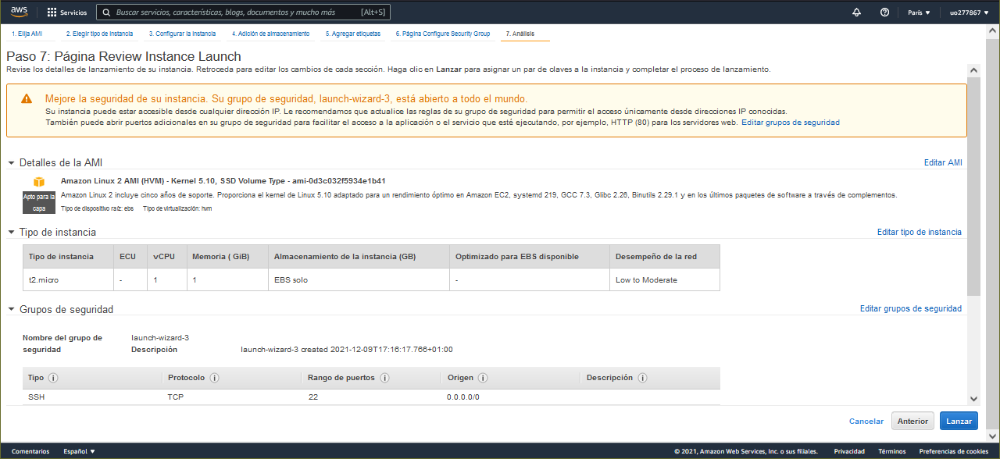 aws Servicios Buscar servicios, características, blogs, documentos y mucho más [Alt+S] París ▼ uo277867 ▼
1. Elija AMI 2. Elegir tipo de instancia 3. Configurar la instancia 4. Adición de almacenamiento 5. Agregar etiquetas 6. Página Configure Security Group 7. Análisis
Paso 7: Página Review Instance Launch
Revise los detalles de lanzamiento de su instancia. Retroceda para editar los cambios de cada sección. Haga clic en Lanzar para asignar un par de claves a la instancia y completar el proceso de lanzamiento.
Mejore la seguridad de su instancia. Su grupo de seguridad, launch-wizard-3, está abierto a todo el mundo.
Su instancia puede estar accesible desde cualquier dirección IP. Le recomendamos que actualice las reglas de su grupo de seguridad para permitir el acceso únicamente desde direcciones IP conocidas.
También puede abrir puertos adicionales en su grupo de seguridad para facilitar el acceso a la aplicación o el servicio que esté ejecutando, por ejemplo, HTTP (80) para los servidores web. Editar grupos de seguridad
Detalles de la AMI Editar AMI
Amazon Linux 2 AMI (HVM) - Kernel 5.10, SSD Volume Type - ami-0d3c032f5934e1b41
Apto para la capa
Amazon Linux 2 incluye cinco años de soporte. Proporciona el kernel de Linux 5.10 adaptado para un rendimiento óptimo en Amazon EC2, systemd 219, GCC 7.3, Glibc 2.26, Binutils 2.29.1 y en los últimos paquetes de software a través de complementos.
Tipo de dispositivo raíz: ebs Tipo de virtualización: hvm
Tipo de instancia Editar tipo de instancia
Tipo de instancia ECU vCPU Memoria ( GiB) Almacenamiento de la instancia (GB) Optimizado para EBS disponible Desempeño de la red
t2.micro - 1 1 EBS solo - Low to Moderate
Grupos de seguridad Editar grupos de seguridad
Nombre del grupo de seguridad launch-wizard-3
Descripción launch-wizard-3 created 2021-12-09T17:16:17.766+01:00
Tipo Protocolo Rango de puertos Origen Descripción
SSH TCP 22 0.0.0.0/0
Cancelar Anterior Lanzar
Comentarios Español ▼ © 2021, Amazon Web Services, Inc. o sus filiales. Privacidad Términos Preferencias de cookies